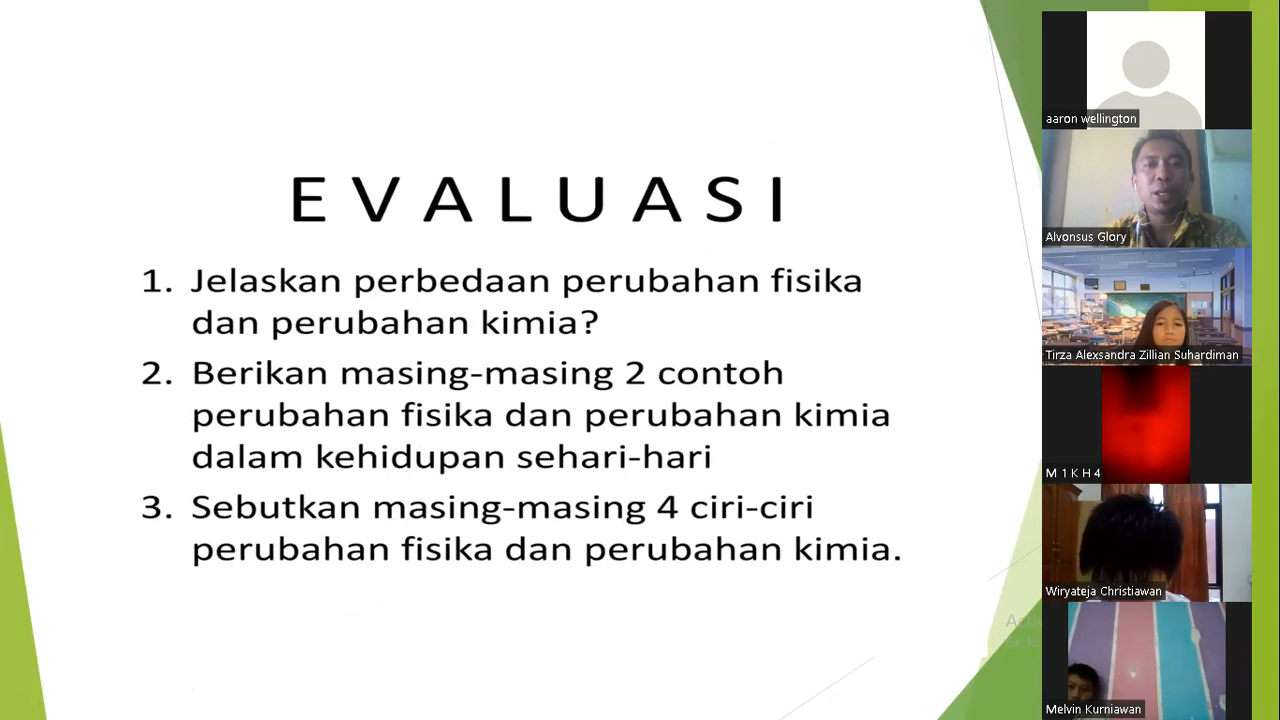 E V A L U A S I
1. Jelaskan perbedaan perubahan fisika
dan perubahan kimia?
2. Berikan masing-masing 2 contoh
perubahan fisika dan perubahan kimia
dalam kehidupan sehari-hari
3. Sebutkan masing-masing 4 ciri-ciri
perubahan fisika dan perubahan kimia.
aaron wellington
Alvonsus Glory
Tirza Alexsandra Zillian Suhardiman
M 1 K H 4
Wiryateja Christiawan
Melvin Kurniawan